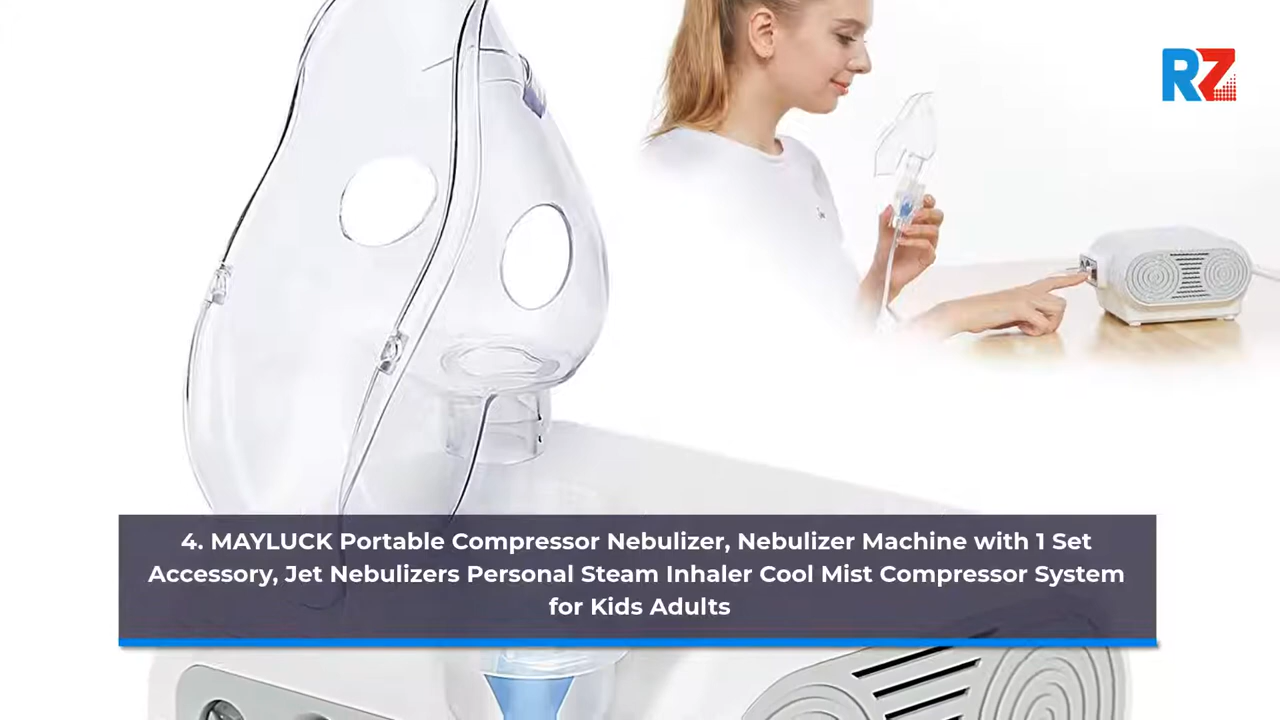 RZ
4. MAYLUCK Portable Compressor Nebulizer, Nebulizer Machine with 1 Set
Accessory, Jet Nebulizers Personal Steam Inhaler Cool Mist Compressor System
for Kids Adults